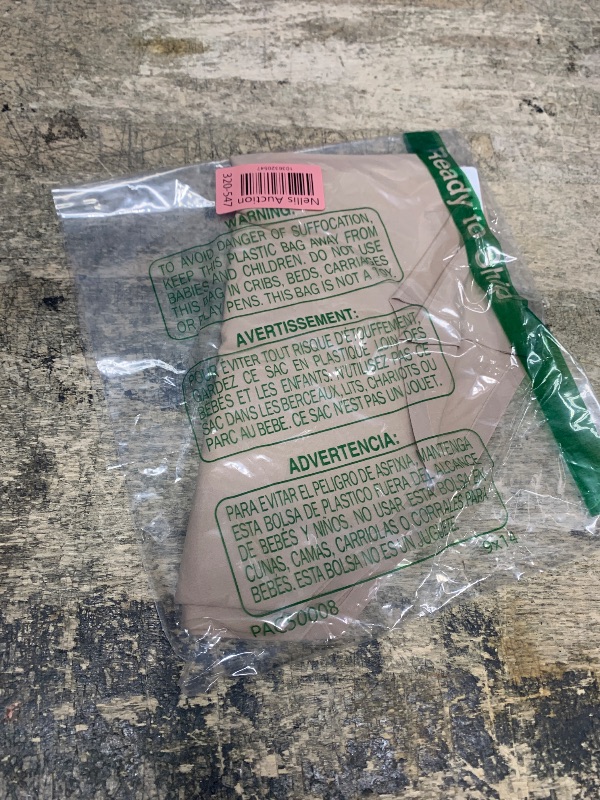 Ready to Ship
Nellis Auction
1036326547
320-547
WARNING:
TO AVOID DANGER OF SUFFOCATION,
KEEP THIS PLASTIC BAG AWAY FROM
BABIES AND CHILDREN. DO NOT USE
THIS BAG IN CRIBS, BEDS, CARRIAGES
OR PLAY PENS. THIS BAG IS NOT A TOY.
AVERTISSEMENT:
POUR EVITER TOUT RISQUE D'ÉTOUFFEMENT,
GARDEZ CE SAC EN PLASTIQUE LOIN DES
BÉBÉS ET LES ENFANTS. N'UTILISEZ PAS CE
SAC DANS LES BERCEAUX, LITS, CHARIOTS OU
PARC AU BEBE. CE SAC N'EST PAS UN JOUET.
ADVERTENCIA:
PARA EVITAR EL PELIGRO DE ASFIXIA, MANTENGA
ESTA BOLSA DE PLASTICO FUERA DEL ALCANCE
DE BEBÉS Y NIÑOS. NO USAR ESTA BOLSA EN
CUNAS, CAMAS, CARRIOLAS O CORRALES PARA
BEBÉS. ESTA BOLSA NO ES UN JUGUETE.
9x14